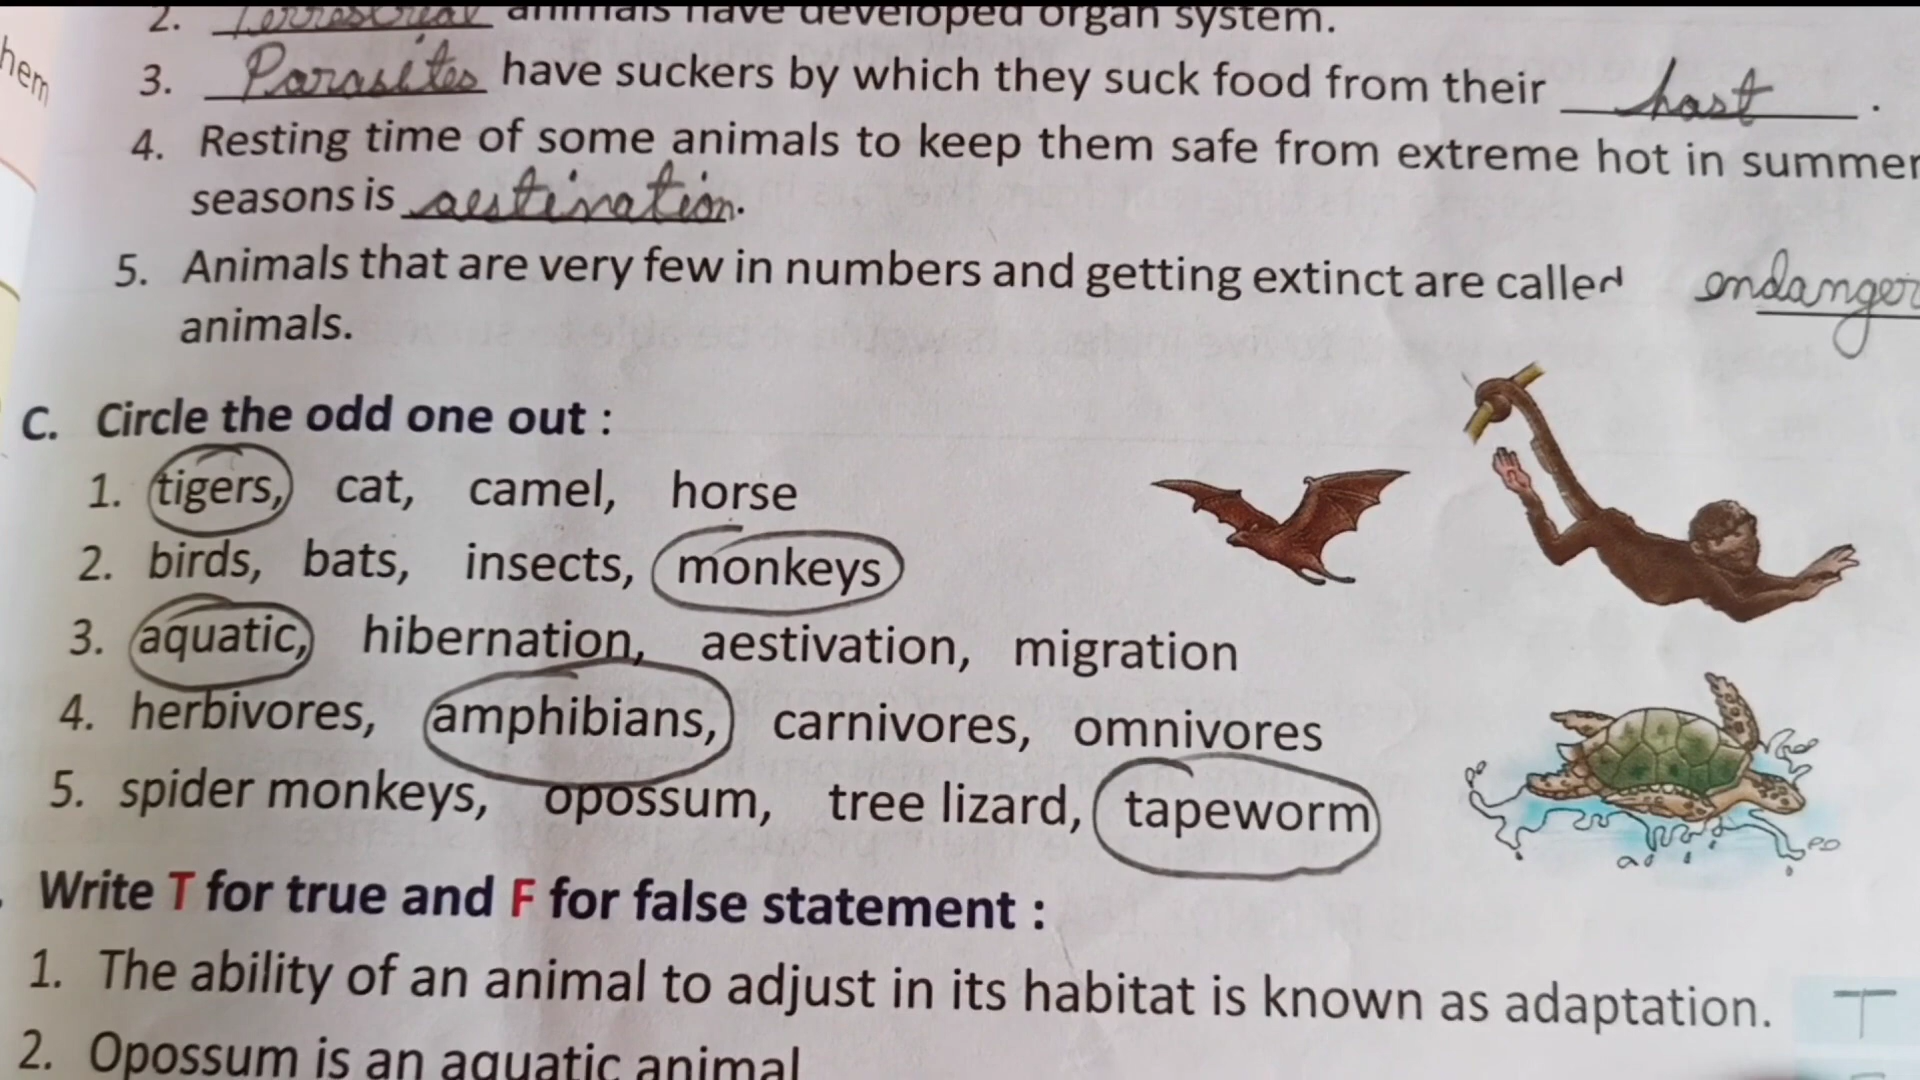 hem
2. Terrestrial animals have developed organ system.
3. Parasites have suckers by which they suck food from their host .
4. Resting time of some animals to keep them safe from extreme hot in summer
seasons is aestination.
5. Animals that are very few in numbers and getting extinct are called endanger
animals.
C. Circle the odd one out :
1. tigers, cat, camel, horse
2. birds, bats, insects, monkeys
3. aquatic, hibernation, aestivation, migration
4. herbivores, amphibians, carnivores, omnivores
5. spider monkeys, opossum, tree lizard, tapeworm
Write T for true and F for false statement :
1. The ability of an animal to adjust in its habitat is known as adaptation. T
2. Opossum is an aquatic animal